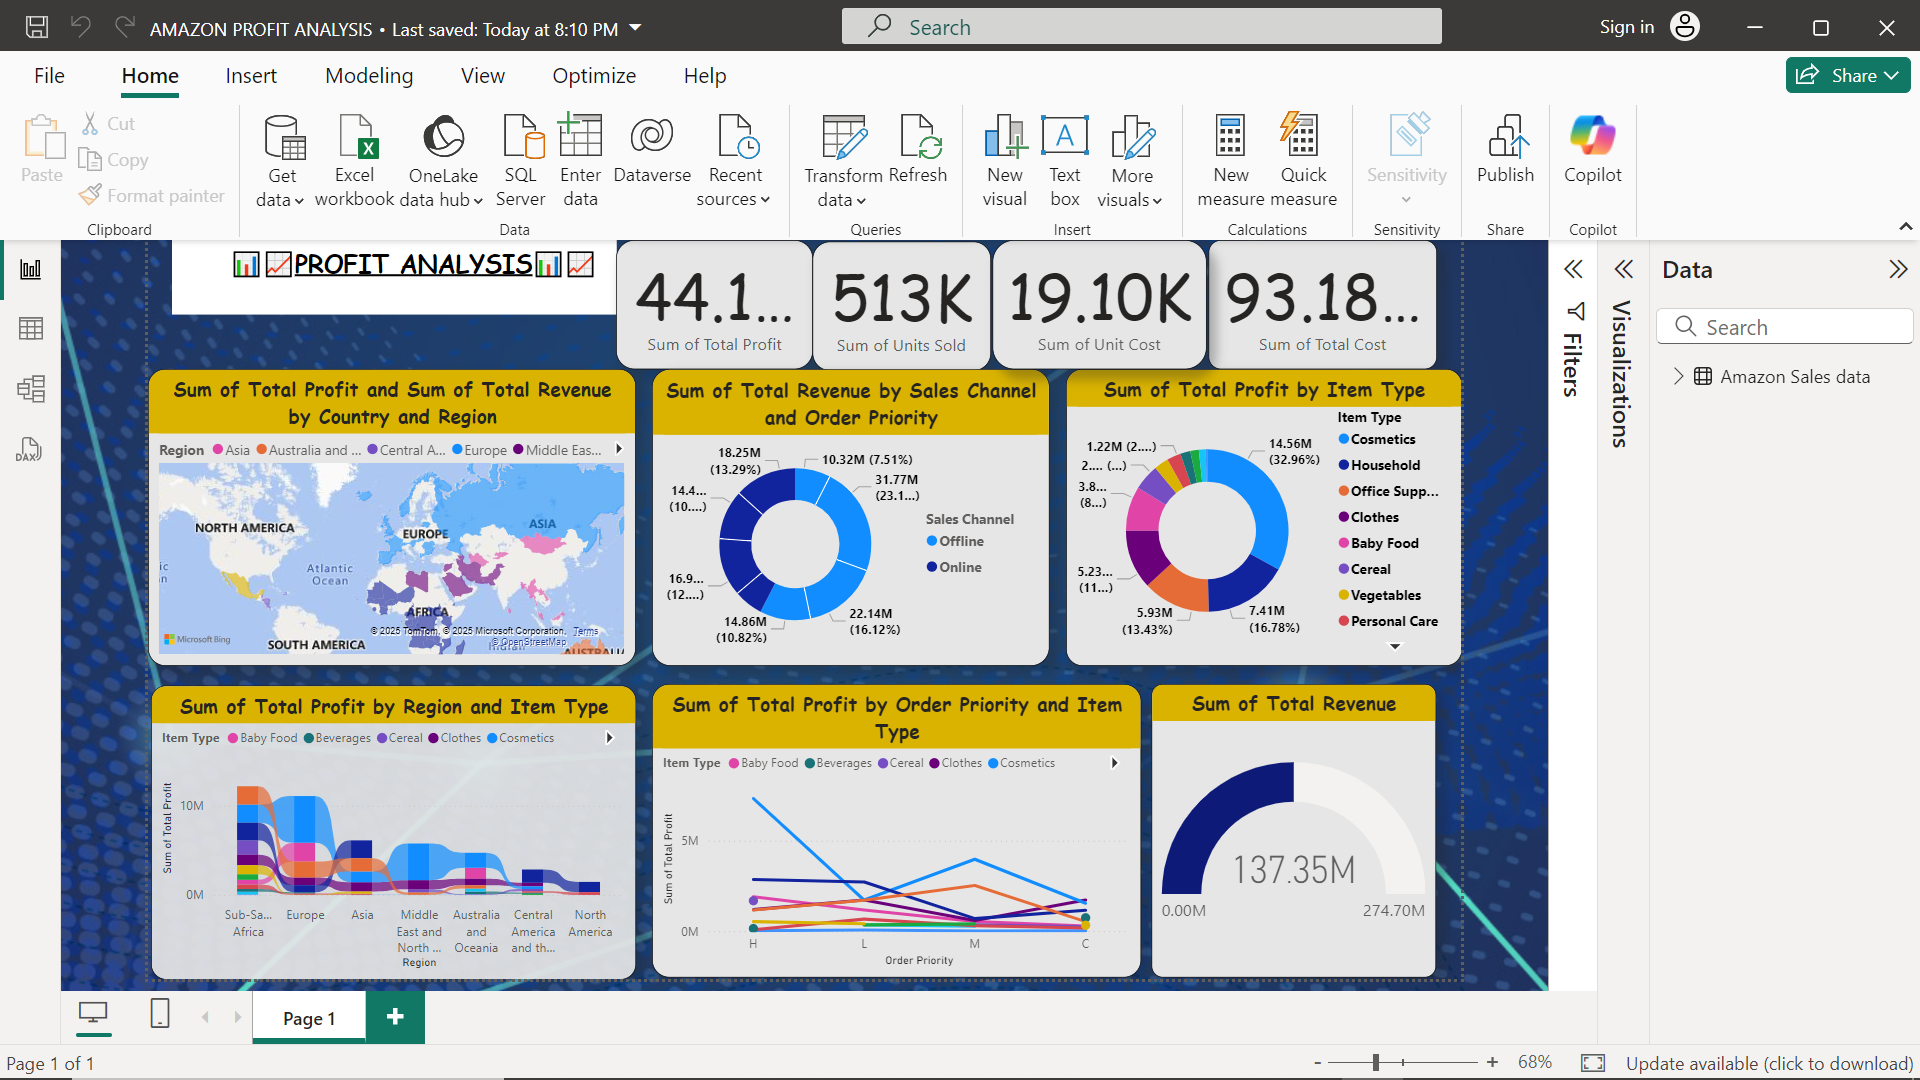 AMAZON PROFIT ANALYSIS • Last saved: Today at 8:10 PM
Search
Sign in
File Home Insert Modeling View Optimize Help
Share
Paste
Cut
Copy
Format painter
Clipboard
Get data
Excel workbook
OneLake data hub
SQL Server
Enter data
Dataverse
Recent sources
Data
Transform data
Refresh
Queries
New visual
Text box
More visuals
Insert
New measure
Quick measure
Calculations
Sensitivity
Sensitivity
Publish
Share
Copilot
Copilot
📊📈PROFIT ANALYSIS📊📈
44.1...
Sum of Total Profit
513K
Sum of Units Sold
19.10K
Sum of Unit Cost
93.18...
Sum of Total Cost
Sum of Total Profit and Sum of Total Revenue
by Country and Region
Region Asia Australia and ... Central A... Europe Middle Eas...
NORTH AMERICA
EUROPE
ASIA
Atlantic
Ocean
AFRICA
SOUTH AMERICA
Microsoft Bing
© 2025 TomTom, © 2025 Microsoft Corporation, Terms
© OpenStreetMap
Sum of Total Revenue by Sales Channel
and Order Priority
18.25M
(13.29%)
10.32M (7.51%)
31.77M
(23.1...)
14.4...
(10....)
16.9...
(12....)
14.86M
(10.82%)
22.14M
(16.12%)
Sales Channel
Offline
Online
Sum of Total Profit by Item Type
1.22M (2....)
2.... (...)
3.8...
(8...)
5.23...
(11...)
5.93M
(13.43%)
7.41M
(16.78%)
14.56M
(32.96%)
Item Type
Cosmetics
Household
Office Supp...
Clothes
Baby Food
Cereal
Vegetables
Personal Care
Sum of Total Profit by Region and Item Type
Item Type Baby Food Beverages Cereal Clothes Cosmetics
Sum of Total Profit
10M
0M
Sub-Sa... Africa
Europe
Asia
Middle East and North ...
Australia and Oceania
Central America and th...
North America
Region
Sum of Total Profit by Order Priority and Item
Type
Item Type Baby Food Beverages Cereal Clothes Cosmetics
Sum of Total Profit
5M
0M
H L M C
Order Priority
Sum of Total Revenue
137.35M
0.00M 274.70M
Filters
Visualizations
Data
Search
Amazon Sales data
DAX
Page 1
Page 1 of 1
- + 68%
Update available (click to download)